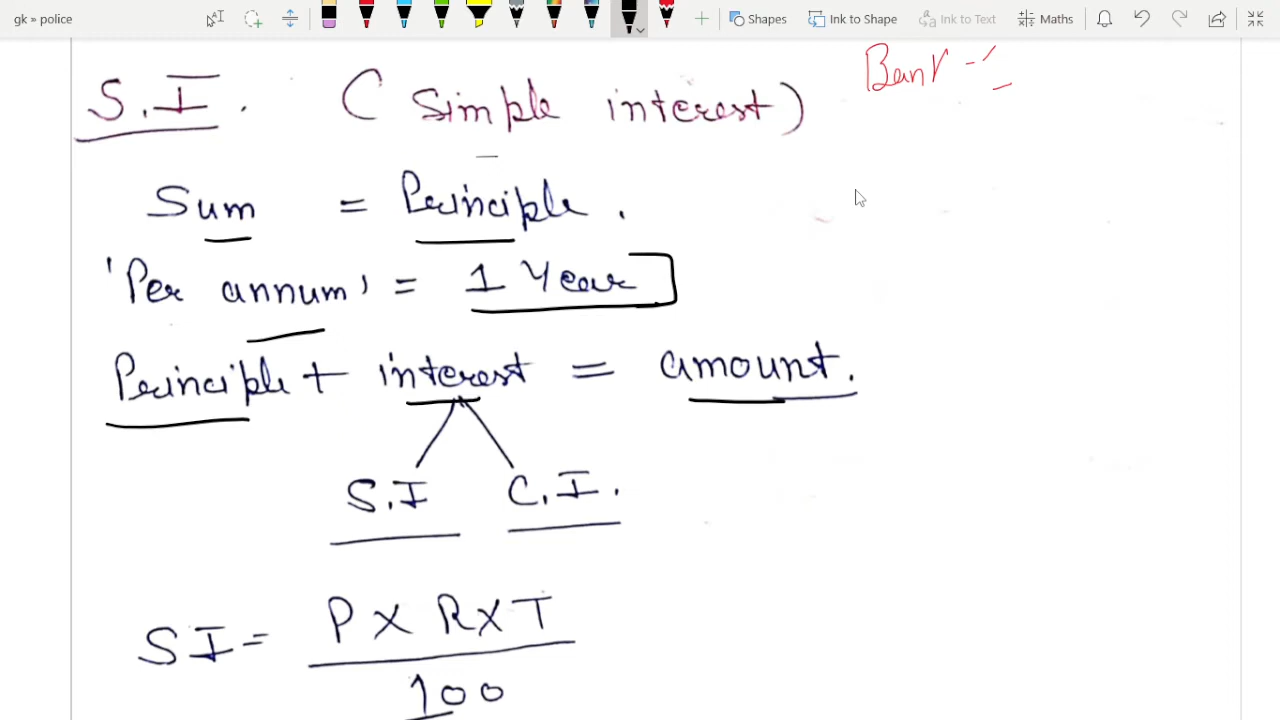 gk » police
Shapes Ink to Shape Ink to Text Maths
S.I. (Simple interest)
Sum = Principle.
'Per annum' = 1 Year
Principle + interest = amount.
S.I C.I.
SI = P X R X T
100